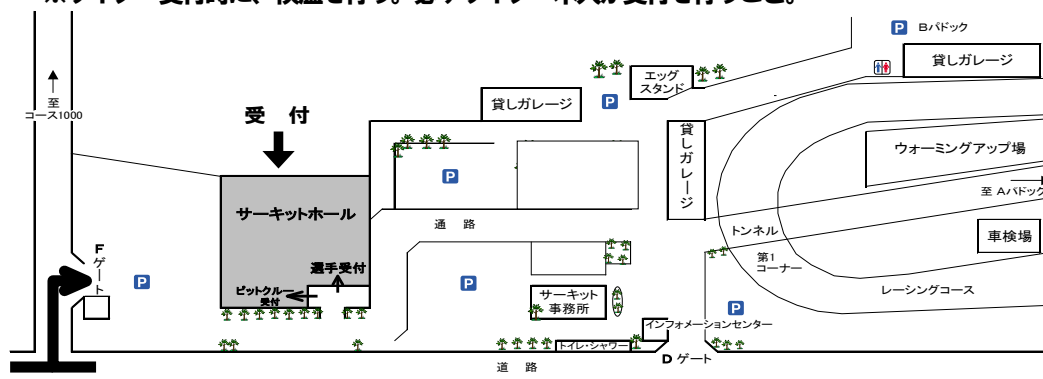 ※ライダー受付時に、検温を行う。必ずライダー本人が受付を行うこと。
P Bパドック
貸しガレージ
エッグ
スタンド
P
貸しガレージ
至
コース1000
受 付
貸しガレージ
ウォーミングアップ場
P
至 Aパドック
サーキットホール
通 路
トンネル
車検場
第1
コーナー
Fゲート
選手受付
P
P
ピットクルー
受付
サーキット
事務所
レーシングコース
P
インフォメーションセンター
トイレ・シャワー
D ゲート
道 路